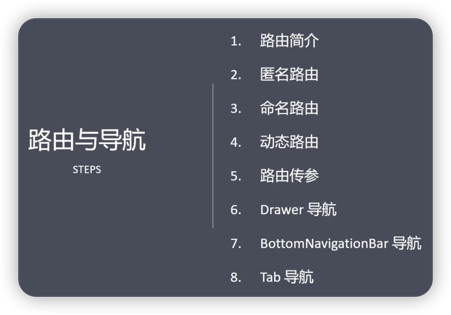 路由与导航
STEPS
1. 路由简介
2. 匿名路由
3. 命名路由
4. 动态路由
5. 路由传参
6. Drawer 导航
7. BottomNavigationBar 导航
8. Tab 导航